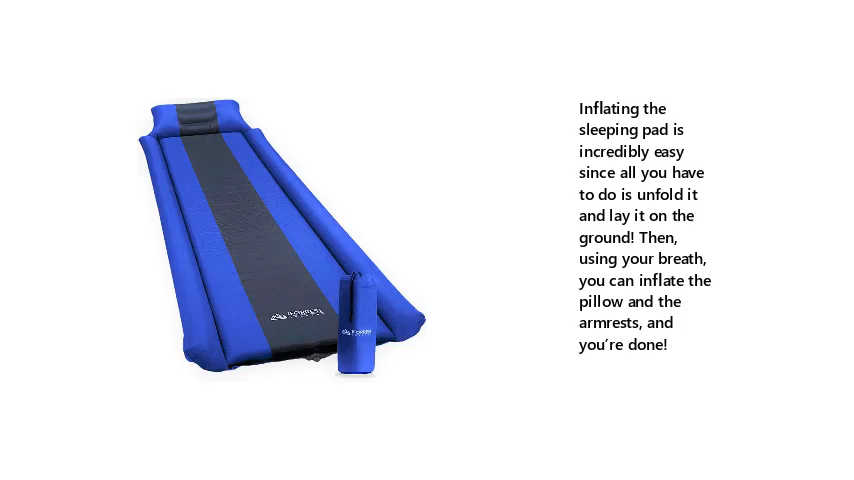 Inflating the
sleeping pad is
incredibly easy
since all you have
to do is unfold it
and lay it on the
ground! Then,
using your breath,
you can inflate the
pillow and the
armrests, and
you’re done!